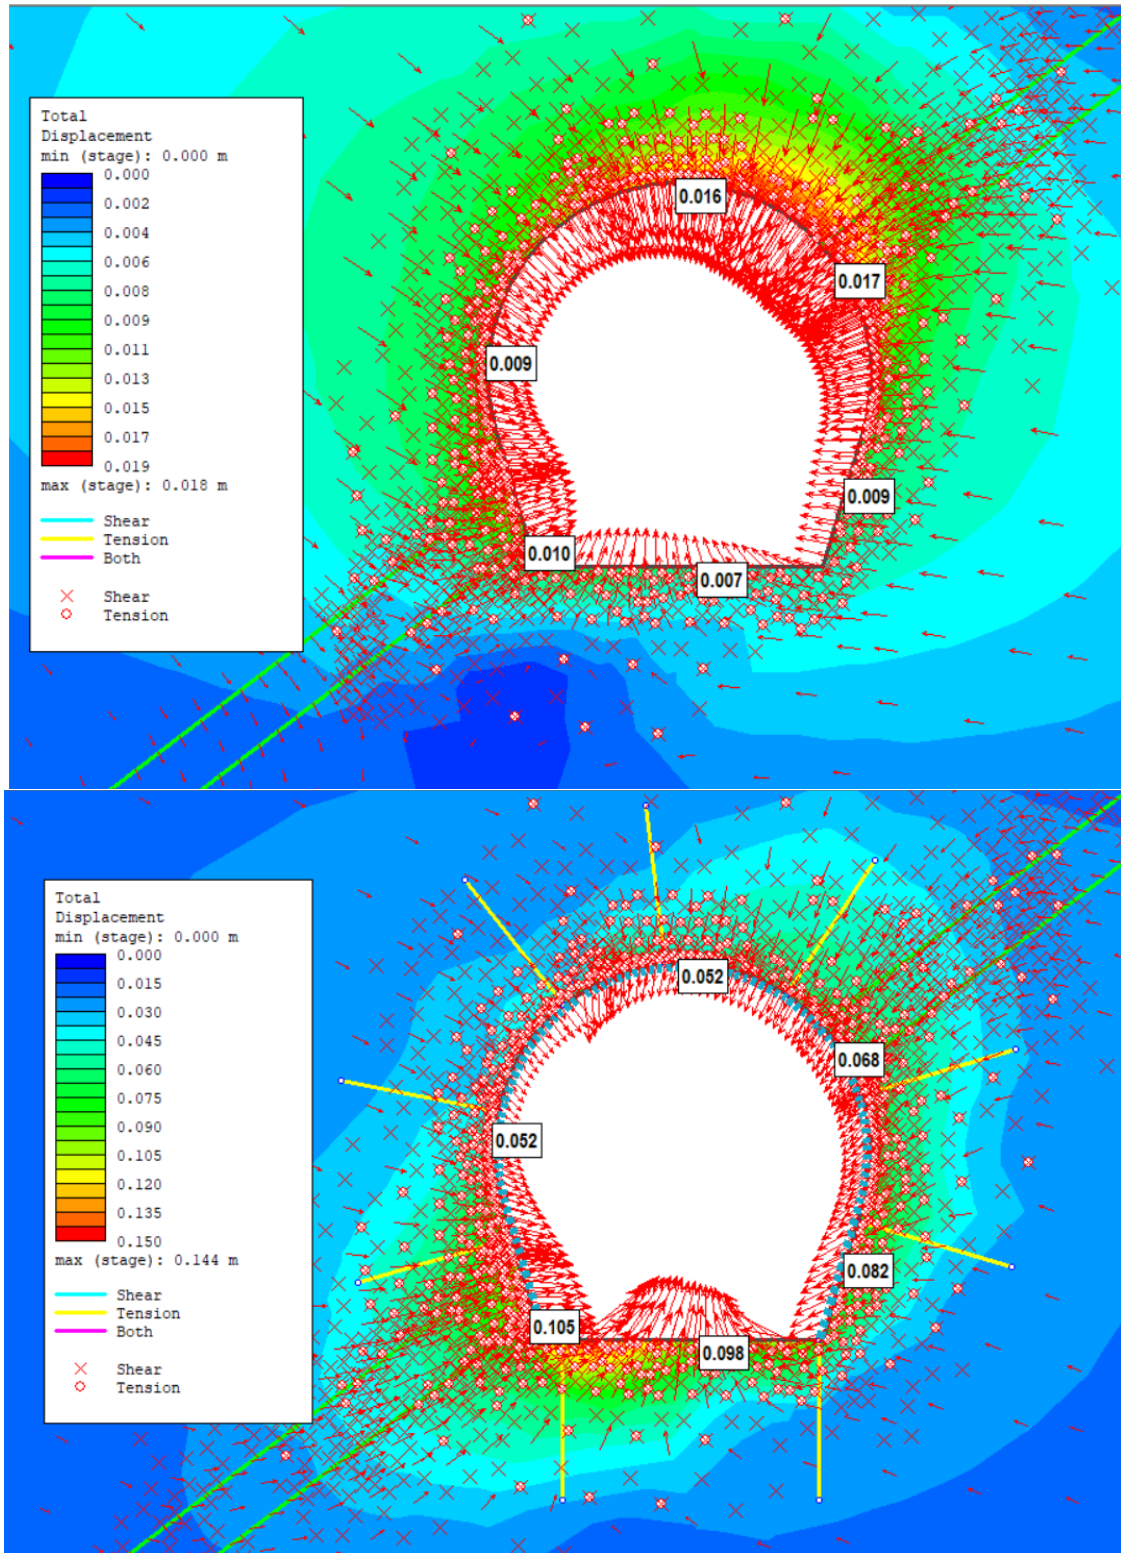 Total
Displacement
min (stage): 0.000 m
0.000
0.002
0.004
0.006
0.008
0.009
0.011
0.013
0.015
0.017
0.019
max (stage): 0.018 m
Shear
Tension
Both
Shear
Tension
0.016
0.017
0.009
0.009
0.010
0.007
Total
Displacement
min (stage): 0.000 m
0.000
0.015
0.030
0.045
0.060
0.075
0.090
0.105
0.120
0.135
0.150
max (stage): 0.144 m
Shear
Tension
Both
Shear
Tension
0.052
0.068
0.052
0.082
0.105
0.098